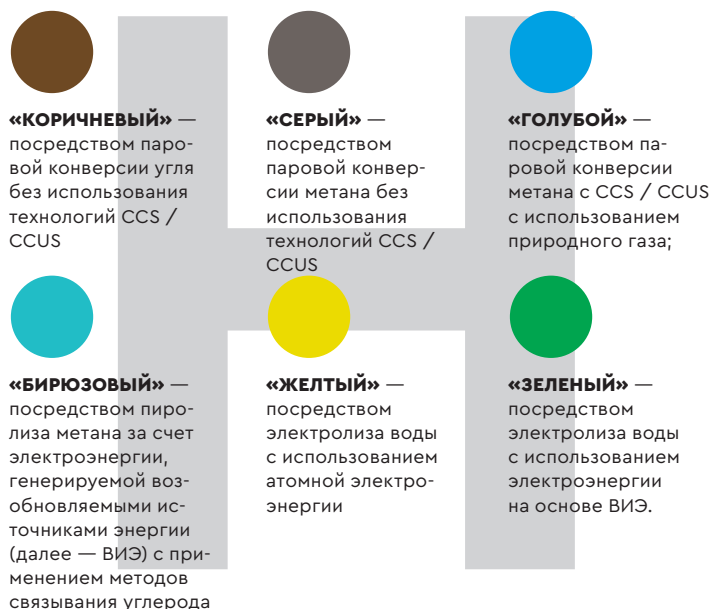 «КОРИЧНЕВЫЙ» —
посредством паро-
вой конверсии угля
без использования
технологий CCS /
CCUS
«СЕРЫЙ» —
посредством
паровой конвер-
сии метана без
использования
технологий CCS /
CCUS
«ГОЛУБОЙ» —
посредством па-
ровой конверсии
метана с CCS / CCUS
с использованием
природного газа;
«БИРЮЗОВЫЙ» —
посредством пиро-
лиза метана за счет
электроэнергии,
генерируемой воз-
обновляемыми ис-
точниками энергии
(далее — ВИЭ) с при-
менением методов
связывания углерода
«ЖЕЛТЫЙ» —
посредством
электролиза воды
с использованием
атомной электро-
энергии
«ЗЕЛЕНЫЙ» —
посредством
электролиза воды
с использованием
электроэнергии
на основе ВИЭ.